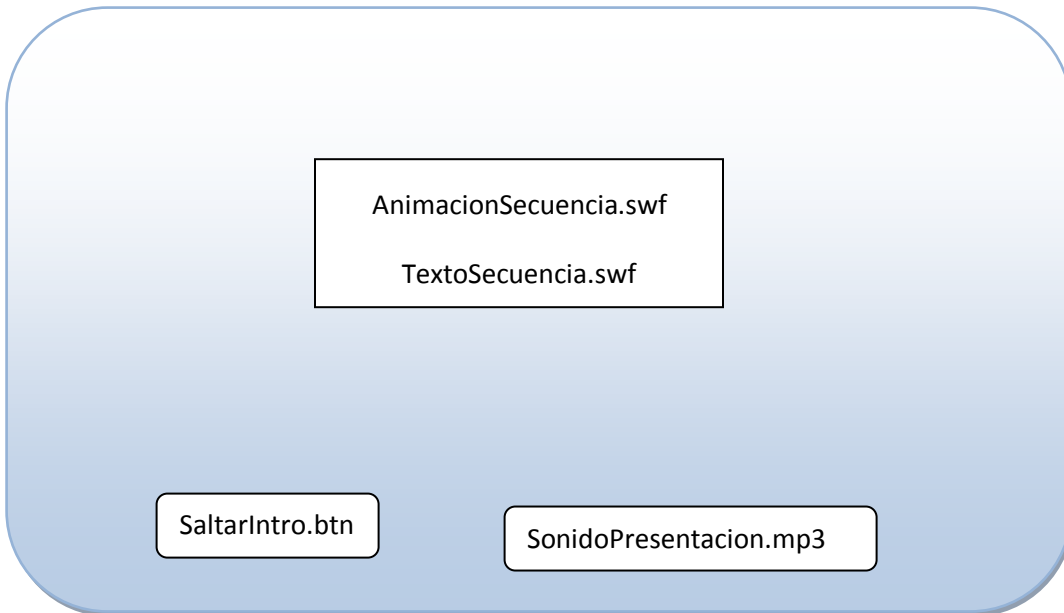 AnimacionSecuencia.swf
TextoSecuencia.swf
SaltarIntro.btn
SonidoPresentacion.mp3